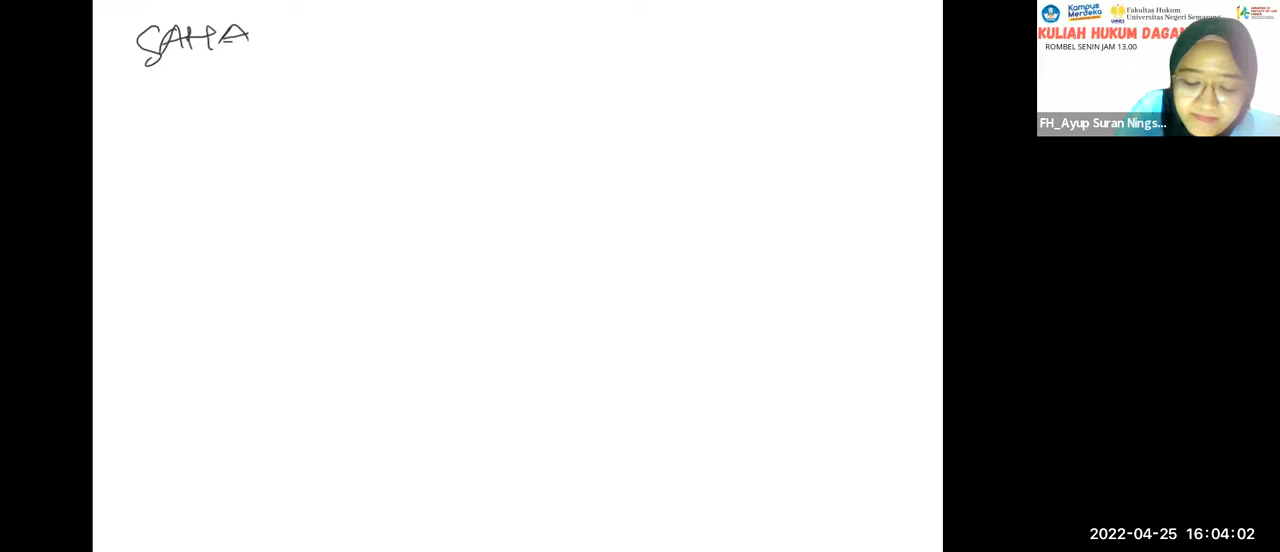 SAHA
Kampus
Merdeka
Fakultas Hukum
Universitas Negeri Semarang
KULIAH HUKUM DAGAN
ROMBEL SENIN JAM 13.00
FH_Ayup Suran Nings...
2022-04-25 16:04:02